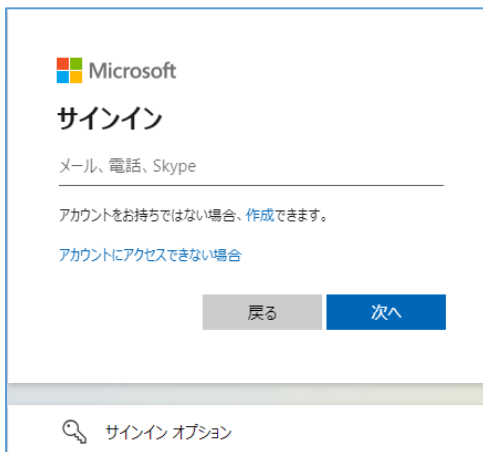 Microsoft
サインイン
メール、電話、Skype
アカウントをお持ちではない場合、作成できます。
アカウントにアクセスできない場合
戻る
次へ
サインイン オプション